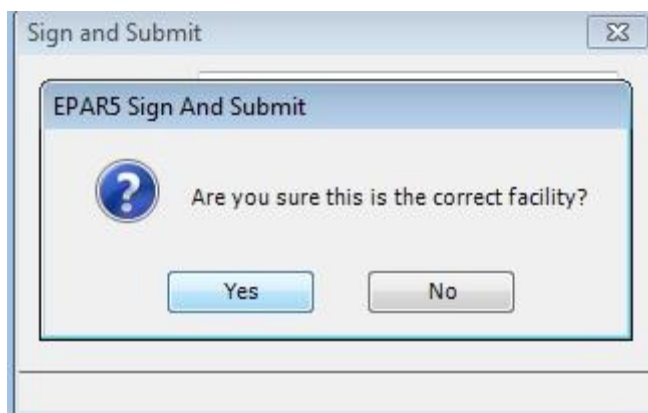 Sign and Submit
EPAR5 Sign And Submit
Are you sure this is the correct facility?
Yes
No